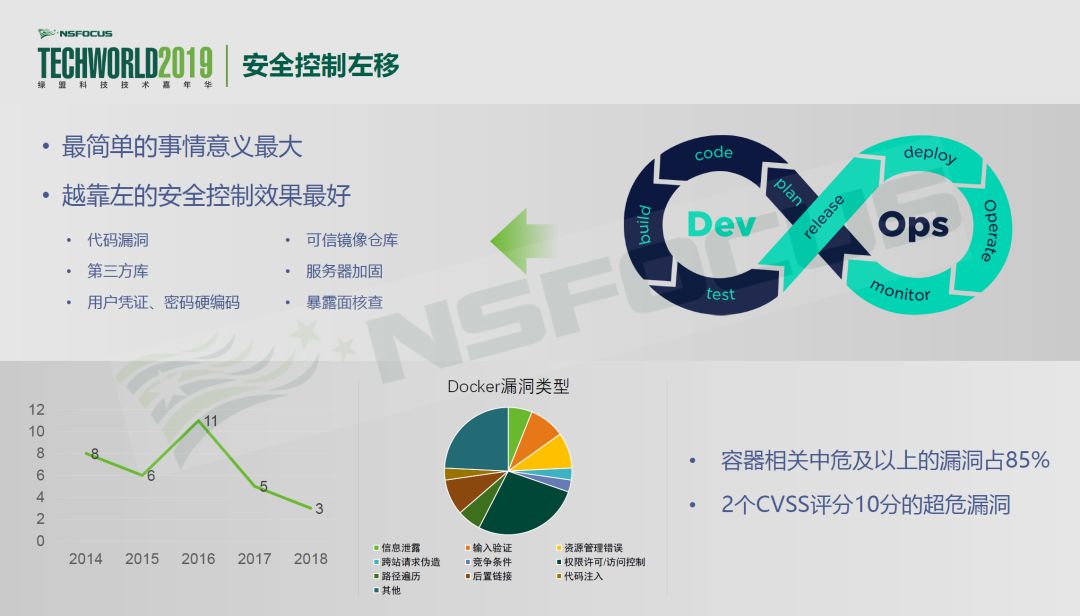 NSFOCUS
TECHWORLD2019
绿盟科技技术嘉年华
安全控制左移
• 最简单的事情意义最大
• 越靠左的安全控制效果最好
• 代码漏洞
• 可信镜像仓库
• 第三方库
• 服务器加固
• 用户凭证、密码硬编码
• 暴露面核查
code
plan
build
Dev
test
release
deploy
Ops
Operate
monitor
NSFOCUS
12
10
8
6
4
2
0
8
6
11
5
3
2014 2015 2016 2017 2018
Docker漏洞类型
信息泄露 输入验证 资源管理错误
跨站请求伪造 竞争条件 权限许可/访问控制
路径遍历 后置链接 代码注入
其他
• 容器相关中危及以上的漏洞占85%
• 2个CVSS评分10分的超危漏洞